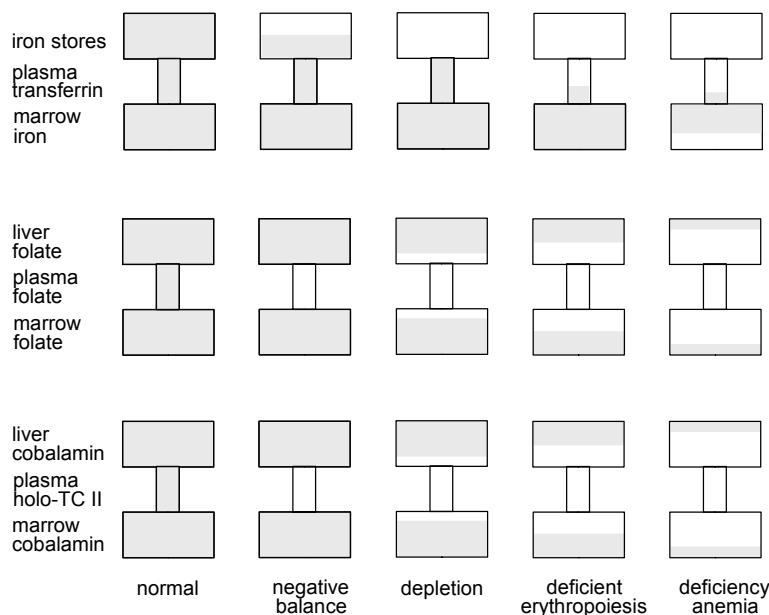 iron stores
plasma
transferrin
marrow
iron
liver
folate
plasma
folate
marrow
folate
liver
cobalamin
plasma
holo-TC II
marrow
cobalamin
normal
negative
balance
depletion
deficient
erythropoiesis
deficiency
anemia